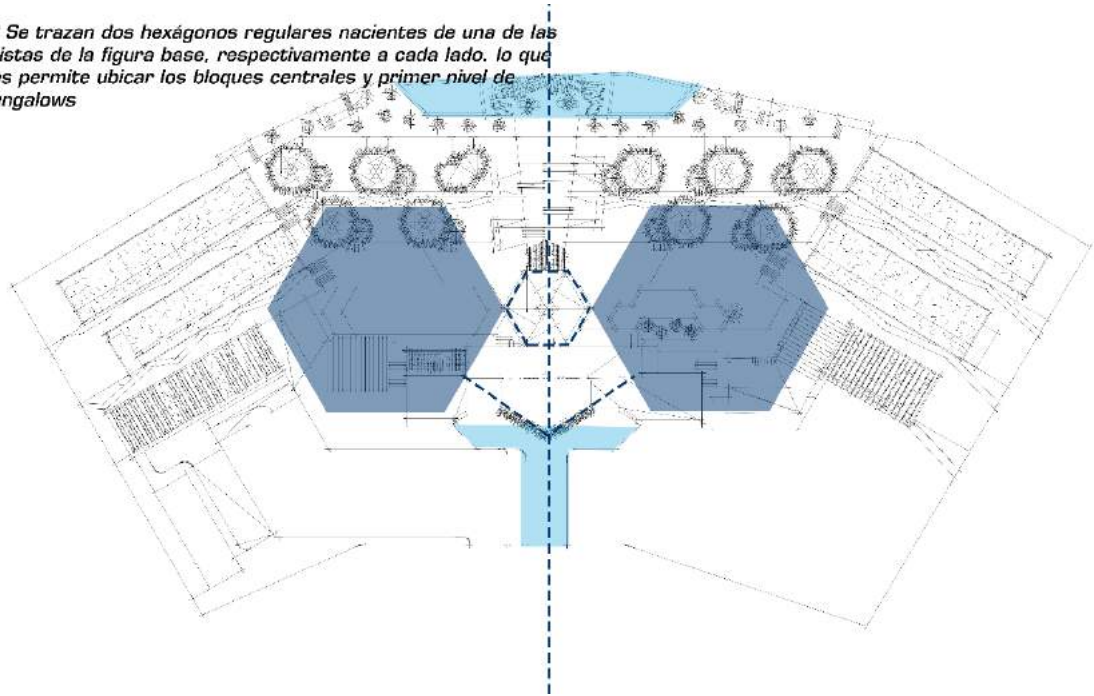 Se trazan dos hexágonos regulares nacientes de una de las
istas de la figura base, respectivamente a cada lado. lo que
es permite ubicar los bloques centrales y primer nivel de
ngalows